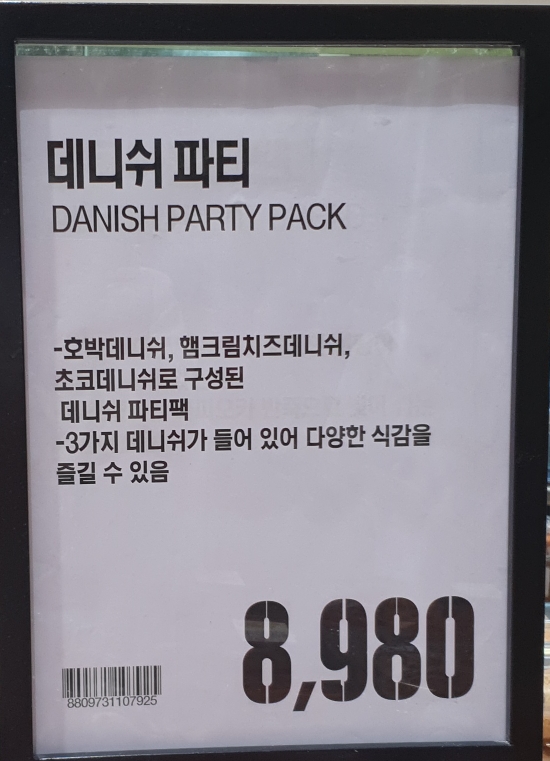 데니쉬 파티
DANISH PARTY PACK
-호박데니쉬, 햄크림치즈데니쉬,
초코데니쉬로 구성된
데니쉬 파티팩
-3가지 데니쉬가 들어 있어 다양한 식감을
즐길 수 있음
8,980
8809731107925